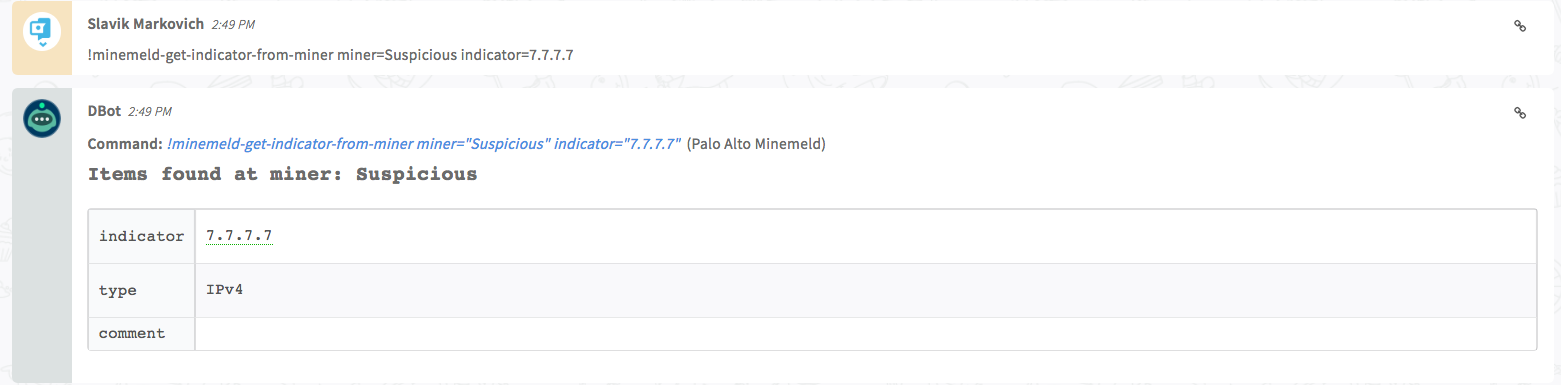 Slavik Markovich 2:49 PM
!minemeld-get-indicator-from-miner miner=Suspicious indicator=7.7.7.7
DBot 2:49 PM
Command: !minemeld-get-indicator-from-miner miner="Suspicious" indicator="7.7.7.7" (Palo Alto Minemeld)
Items found at miner: Suspicious
indicator 7.7.7.7
type IPv4
comment